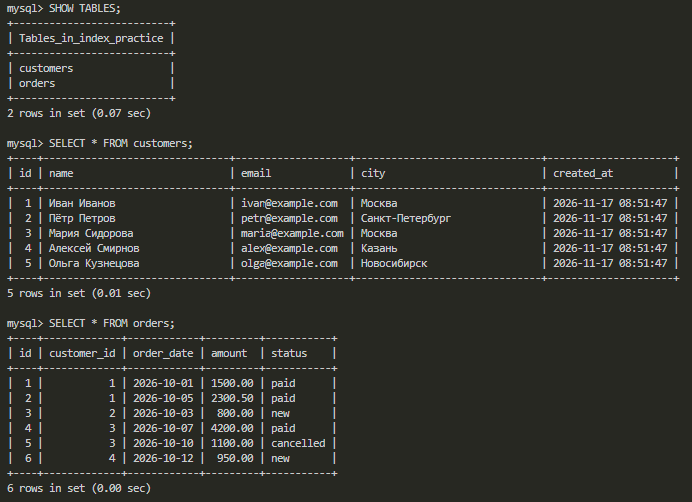 mysql> SHOW TABLES;
+--------------------------+
| Tables_in_index_practice |
+--------------------------+
| customers                |
| orders                   |
+--------------------------+
2 rows in set (0.07 sec)

mysql> SELECT * FROM customers;
+----+-------------------------------+-------------------+--------------------------------+---------------------+
| id | name                          | email             | city                           | created_at          |
+----+-------------------------------+-------------------+--------------------------------+---------------------+
|  1 | Иван Иванов                   | ivan@example.com  | Москва                         | 2026-11-17 08:51:47 |
|  2 | Пётр Петров                   | petr@example.com  | Санкт-Петербург                | 2026-11-17 08:51:47 |
|  3 | Мария Сидорова                | maria@example.com | Москва                         | 2026-11-17 08:51:47 |
|  4 | Алексей Смирнов               | alex@example.com  | Казань                         | 2026-11-17 08:51:47 |
|  5 | Ольга Кузнецова               | olga@example.com  | Новосибирск                    | 2026-11-17 08:51:47 |
+----+-------------------------------+-------------------+--------------------------------+---------------------+
5 rows in set (0.01 sec)

mysql> SELECT * FROM orders;
+----+-------------+------------+---------+-----------+
| id | customer_id | order_date | amount  | status    |
+----+-------------+------------+---------+-----------+
|  1 |           1 | 2026-10-01 | 1500.00 | paid      |
|  2 |           1 | 2026-10-05 | 2300.50 | paid      |
|  3 |           2 | 2026-10-03 |  800.00 | new       |
|  4 |           3 | 2026-10-07 | 4200.00 | paid      |
|  5 |           3 | 2026-10-10 | 1100.00 | cancelled |
|  6 |           4 | 2026-10-12 |  950.00 | new       |
+----+-------------+------------+---------+-----------+
6 rows in set (0.00 sec)